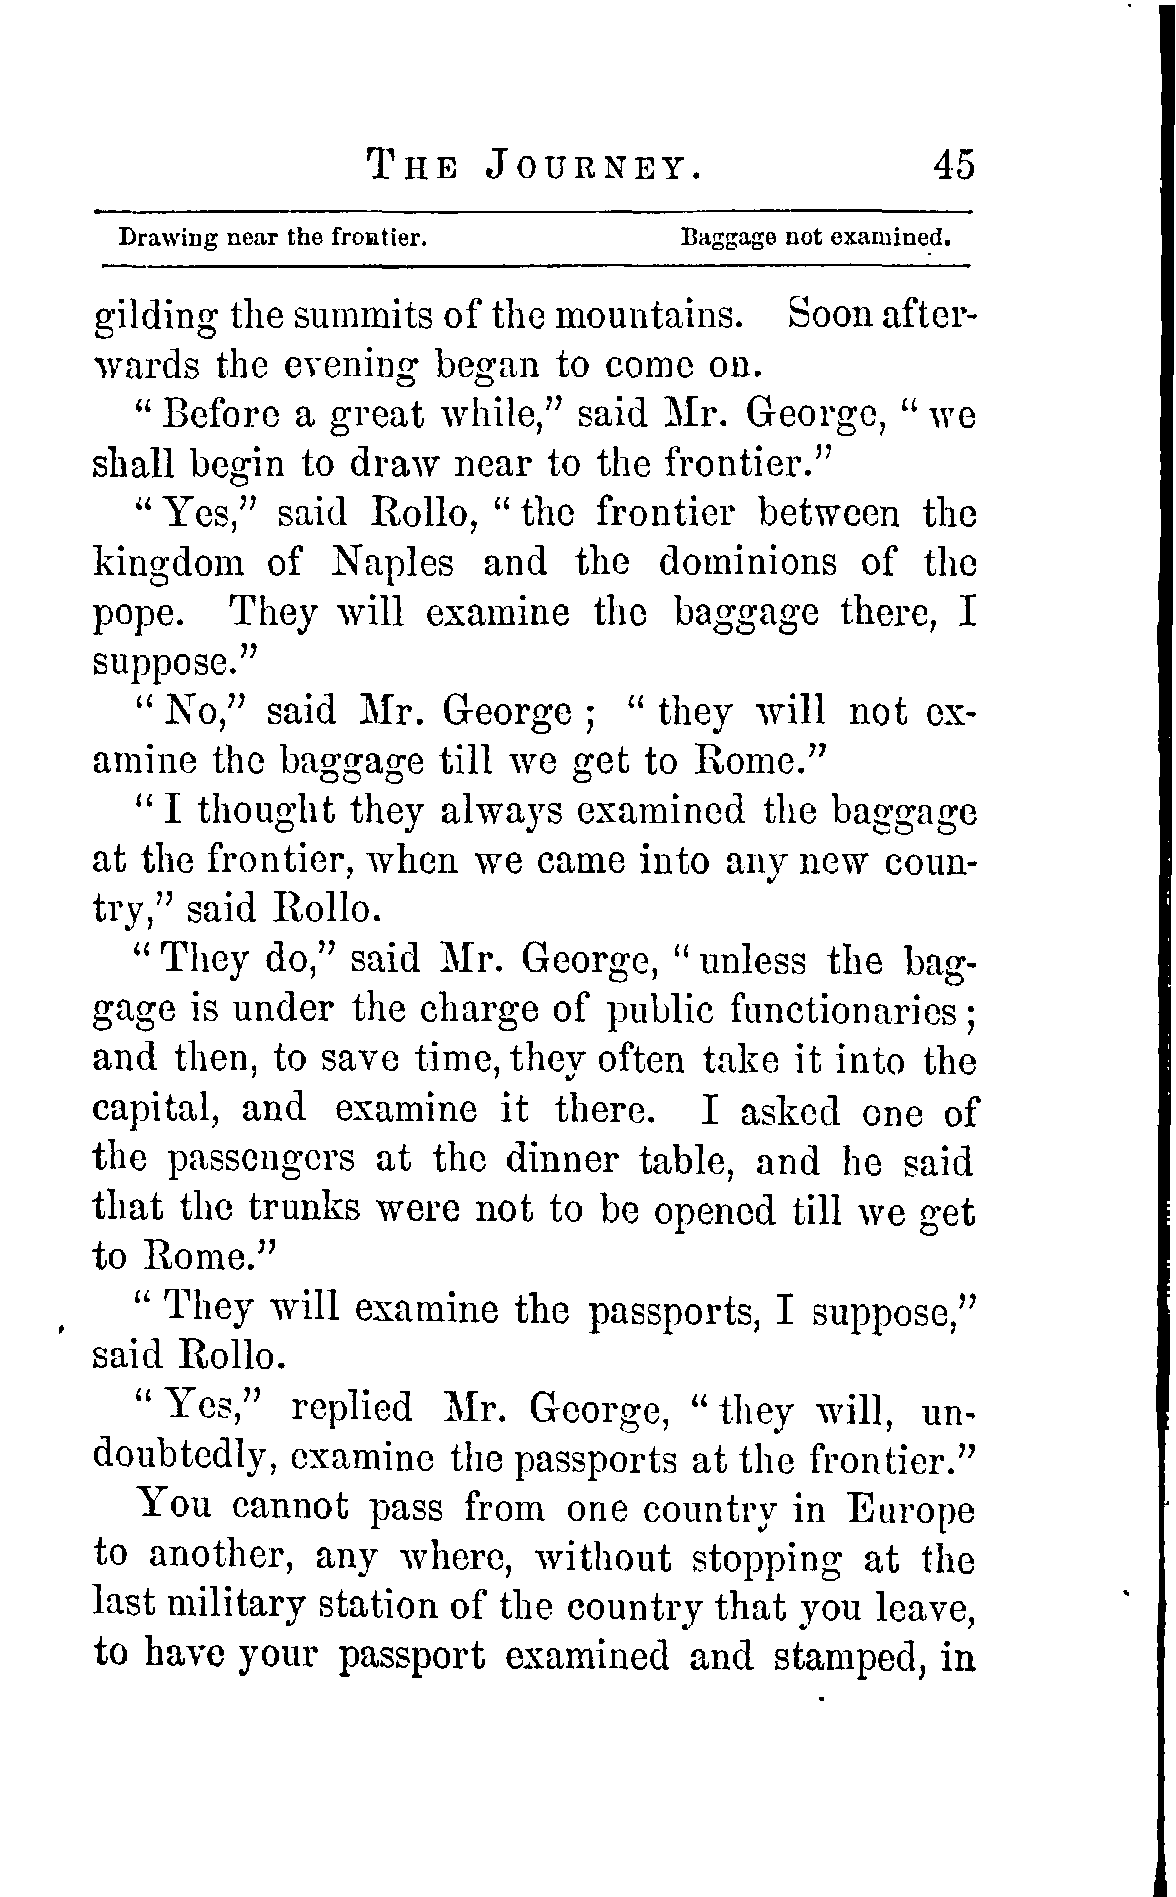 THE JOURNEY. 45
Drawing near the frontier. Baggage not examined.
gilding the summits of the mountains. Soon after-
wards the evening began to come on.
“Before a great while,” said Mr. George, “we
shall begin to draw near to the frontier.”
“Yes,” said Rollo, “the frontier between the
kingdom of Naples and the dominions of the
pope. They will examine the baggage there, I
suppose.”
“No,” said Mr. George; “they will not ex-
amine the baggage till we get to Rome.”
“I thought they always examined the baggage
at the frontier, when we came into any new coun-
try,” said Rollo.
“They do,” said Mr. George, “unless the bag-
gage is under the charge of public functionaries;
and then, to save time, they often take it into the
capital, and examine it there. I asked one of
the passengers at the dinner table, and he said
that the trunks were not to be opened till we get
to Rome.”
“They will examine the passports, I suppose,”
said Rollo.
“Yes,” replied Mr. George, “they will, un-
doubtedly, examine the passports at the frontier.”
You cannot pass from one country in Europe
to another, any where, without stopping at the
last military station of the country that you leave,
to have your passport examined and stamped, in